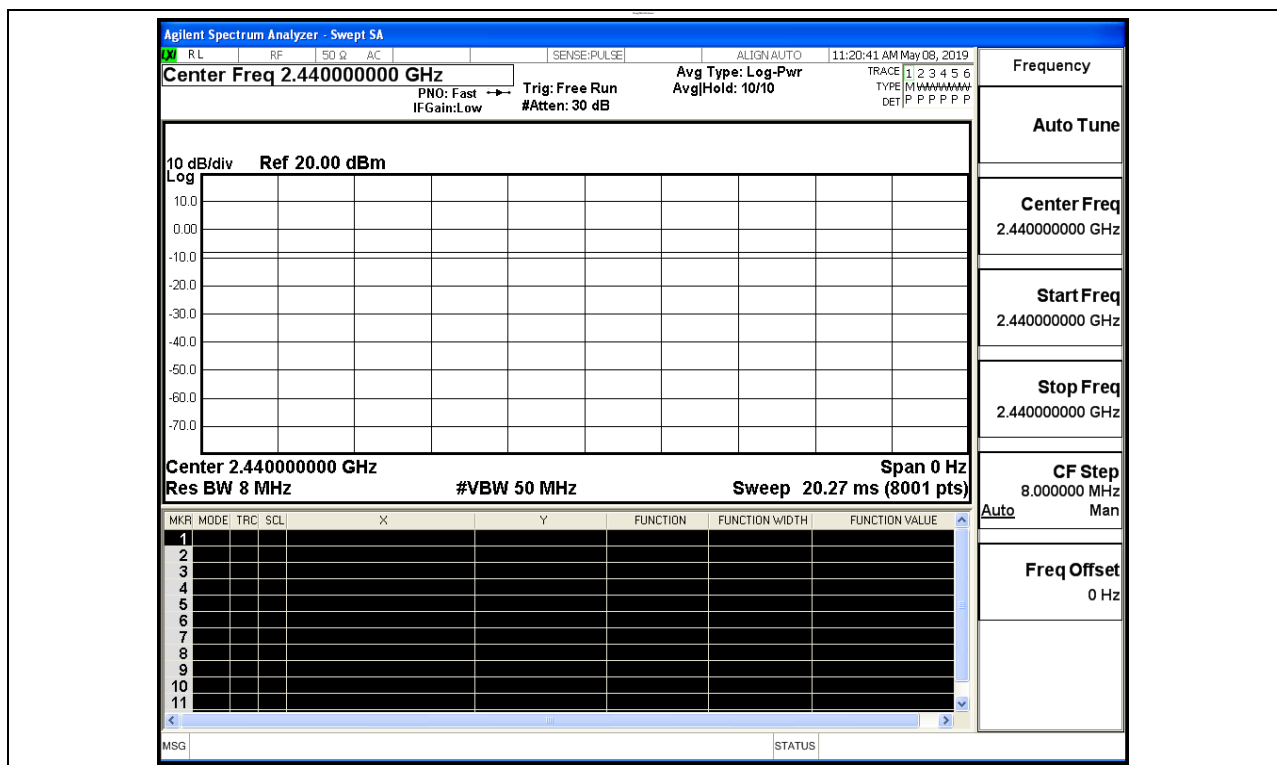 Agilent Spectrum Analyzer - Swept SA
LXI RL RF 50 Ω AC SENSE:PULSE ALIGN AUTO 11:20:41 AM May 08, 2019
Center Freq 2.440000000 GHz
PNO: Fast
IFGain:Low
Trig: Free Run
#Atten: 30 dB
Avg Type: Log-Pwr
Avg|Hold: 10/10
TRACE 1 2 3 4 5 6
TYPE M W W W W W
DET P P P P P P
10 dB/div Ref 20.00 dBm
Log
10.0
0.00
-10.0
-20.0
-30.0
-40.0
-50.0
-60.0
-70.0
Center 2.440000000 GHz Span 0 Hz
Res BW 8 MHz #VBW 50 MHz Sweep 20.27 ms (8001 pts)
MKR MODE TRC SCL X Y FUNCTION FUNCTION WIDTH FUNCTION VALUE
1
2
3
4
5
6
7
8
9
10
11
MSG STATUS
Frequency
Auto Tune
Center Freq
2.440000000 GHz
Start Freq
2.440000000 GHz
Stop Freq
2.440000000 GHz
CF Step
8.000000 MHz
Auto Man
Freq Offset
0 Hz